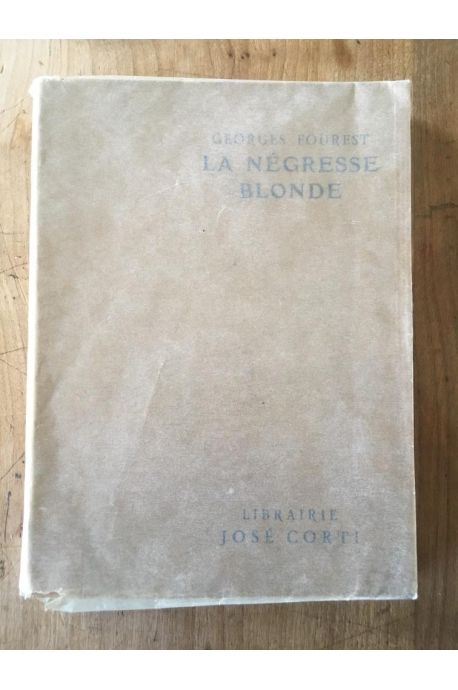 GEORGES FOUREST
LA NÉGRESSE
BLONDE
LIBRAIRIE
JOSÉ CORTI